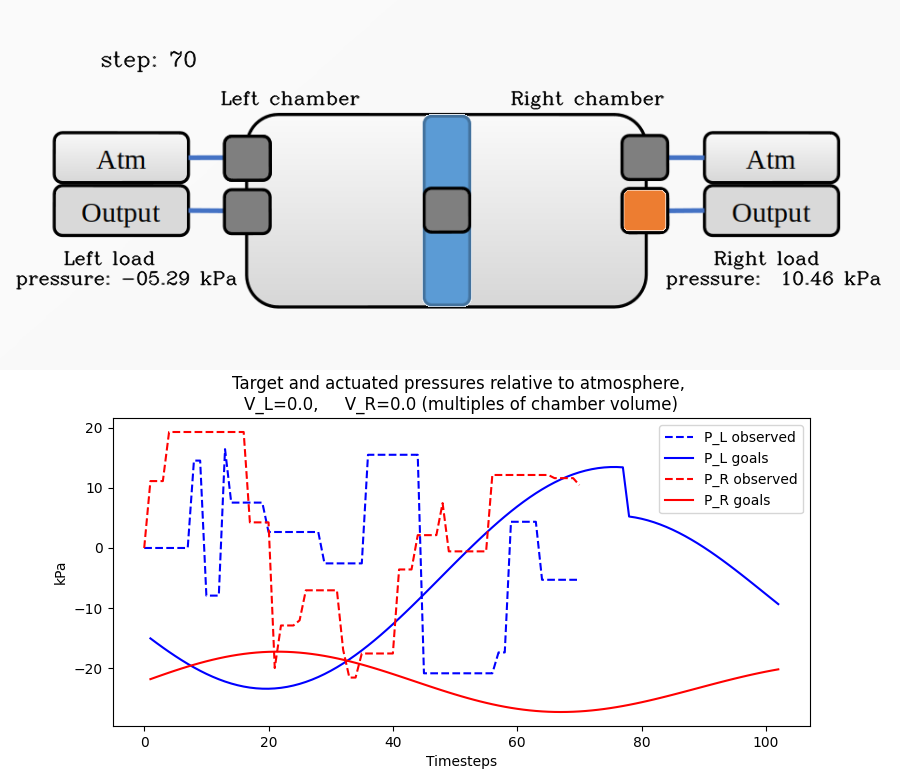 step: 70
Left chamber
Right chamber
Atm
Atm
Output
Output
Left load
pressure: -05.29 kPa
Right load
pressure: 10.46 kPa
Target and actuated pressures relative to atmosphere,
V_L=0.0, V_R=0.0 (multiples of chamber volume)
P_L observed
P_L goals
P_R observed
P_R goals
20
10
0
−10
−20
kPa
0
20
40
60
80
100
Timesteps